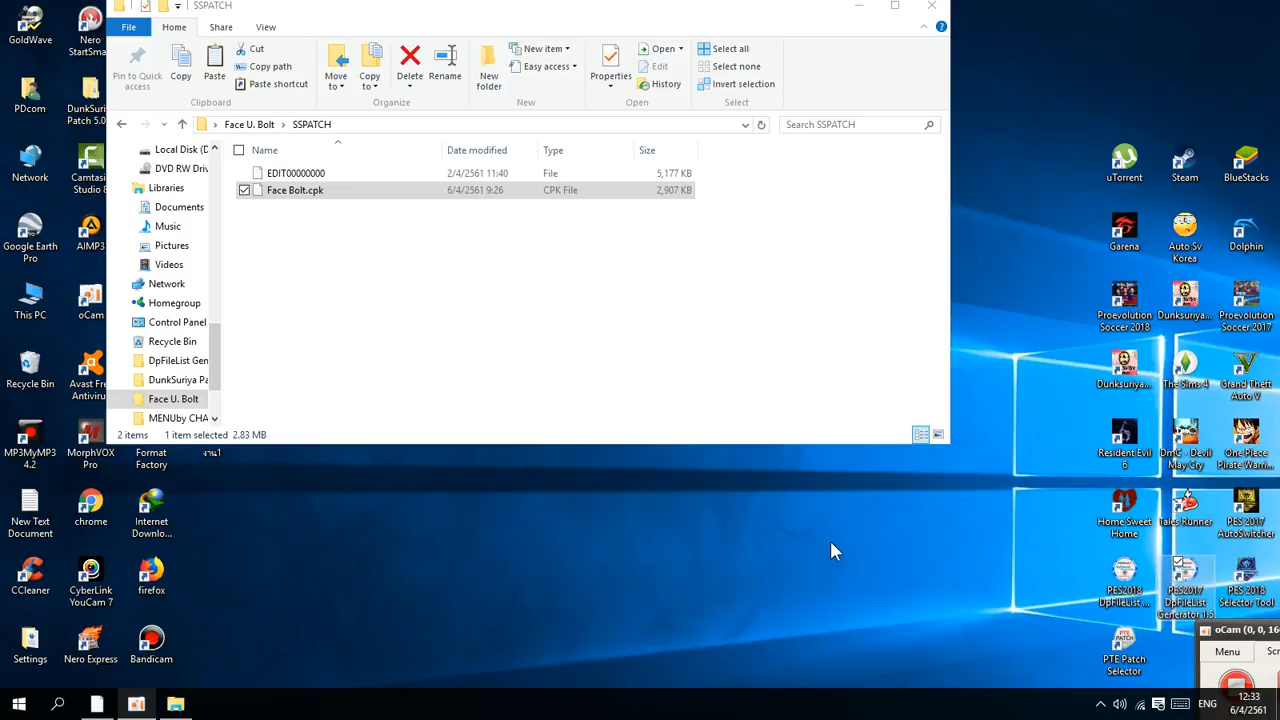 SSPATCH
File
Home
Share
View
Pin to Quick
access
Copy
Paste
Cut
Copy path
Paste shortcut
Clipboard
Move
to
Copy
to
Delete
Rename
Organize
New
folder
New item
Easy access
New
Properties
Open
Edit
History
Open
Select all
Select none
Invert selection
Select
Face U. Bolt
SSPATCH
Search SSPATCH
Name
Date modified
Type
Size
EDIT00000000
2/4/2561 11:40
File
5,177 KB
Face Bolt.cpk
6/4/2561 9:26
CPK File
2,907 KB
Local Disk (D
DVD RW Driv
Libraries
Documents
Music
Pictures
Videos
Network
Homegroup
Control Panel
Recycle Bin
DpFileList Gen
DunkSuriya Pa
Face U. Bolt
MENUby CHA
2 items
1 item selected
2.83 MB
GoldWave
Nero
StartSma
PDcom
DunkSuri
Patch 5.0
Network
Camtasi
Studio 8
Google Earth
Pro
AIMP3
This PC
oCam
Recycle Bin
Avast Fre
Antivirus
MP3MyMP3
4.2
MorphVOX
Pro
Format
Factory
งาน1
New Text
Document
chrome
Internet
Downlo...
CCleaner
CyberLink
YouCam 7
firefox
Settings
Nero Express
Bandicam
uTorrent
Steam
BlueStacks
Garena
Auto Sv
Korea
Dolphin
Proevolution
Soccer 2018
Dunksuriya...
Proevolution
Soccer 2017
Dunksuriya...
The Sims 4
Grand Theft
Auto V
Resident Evil
6
DmC - Devil
May Cry
One Piece
Pirate Warri...
Home Sweet
Home
Tales Runner
PES 2017
AutoSwitcher
PES2018
DpFileList ...
PES2017
DpFileList
Generator 1.5
PES 2018
Selector Tool
PTE Patch
Selector
oCam (0, 0, 16
Menu
Scr
ENG
12:33
6/4/2561